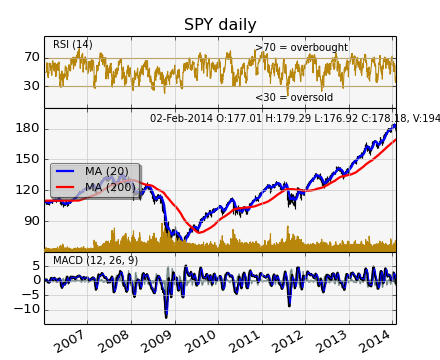 SPY daily
RSI (14)
>70 = overbought
70
30
<30 = oversold
02-Feb-2014 O:177.01 H:179.29 L:176.92 C:178.18, V:194
180
150
120
90
MA (20)
MA (200)
MACD (12, 26, 9)
5
0
−5
−10
2007 2008 2009 2010 2011 2012 2013 2014